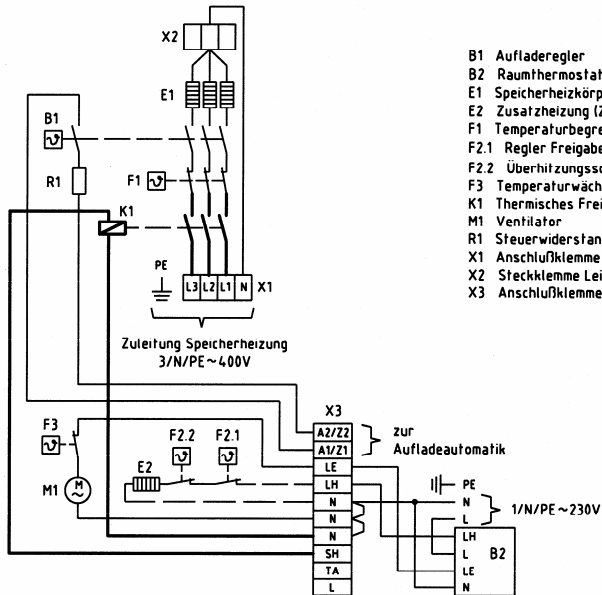 X2
E1
B1
R1
F1
K1
PE
L3 L2 L1 N X1
Zuleitung Speicherheizung
3/N/PE~400V
B1 Aufladeregler
B2 Raumthermostat
E1 Speicherheizkörp
E2 Zusatzheizung (Z
F1 Temperaturbegre
F2.1 Regler Freigabe
F2.2 Überhitzungssc
F3 Temperaturwäch
K1 Thermisches Frei
M1 Ventilator
R1 Steuerwiderstan
X1 Anschlußklemme
X2 Steckklemme Lei
X3 Anschlußklemme
X3
A2/Z2
A1/Z1
LE
LH
N
N
N
SH
TA
L
zur
Aufladeautomatik
F3
M1
M
~
E2
F2.2
F2.1
PE
N
L
1/N/PE~230V
LH
L
LE
N
B2